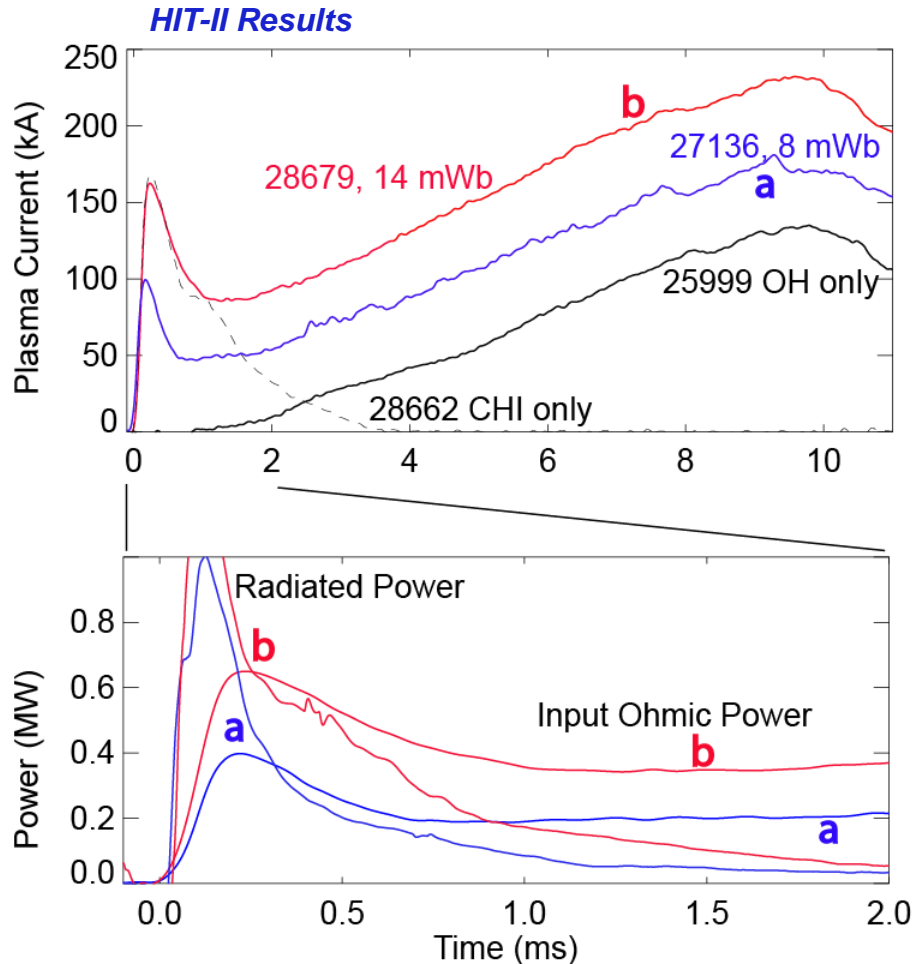 HIT-II Results
250
200
150
100
50
0
Plasma Current (kA)
b
28679, 14 mWb
27136, 8 mWb
a
25999 OH only
28662 CHI only
0 2 4 6 8 10
Radiated Power
0.8
0.6
0.4
0.2
0.0
Power (MW)
b
a
Input Ohmic Power
b
a
0.0 0.5 1.0 1.5 2.0
Time (ms)